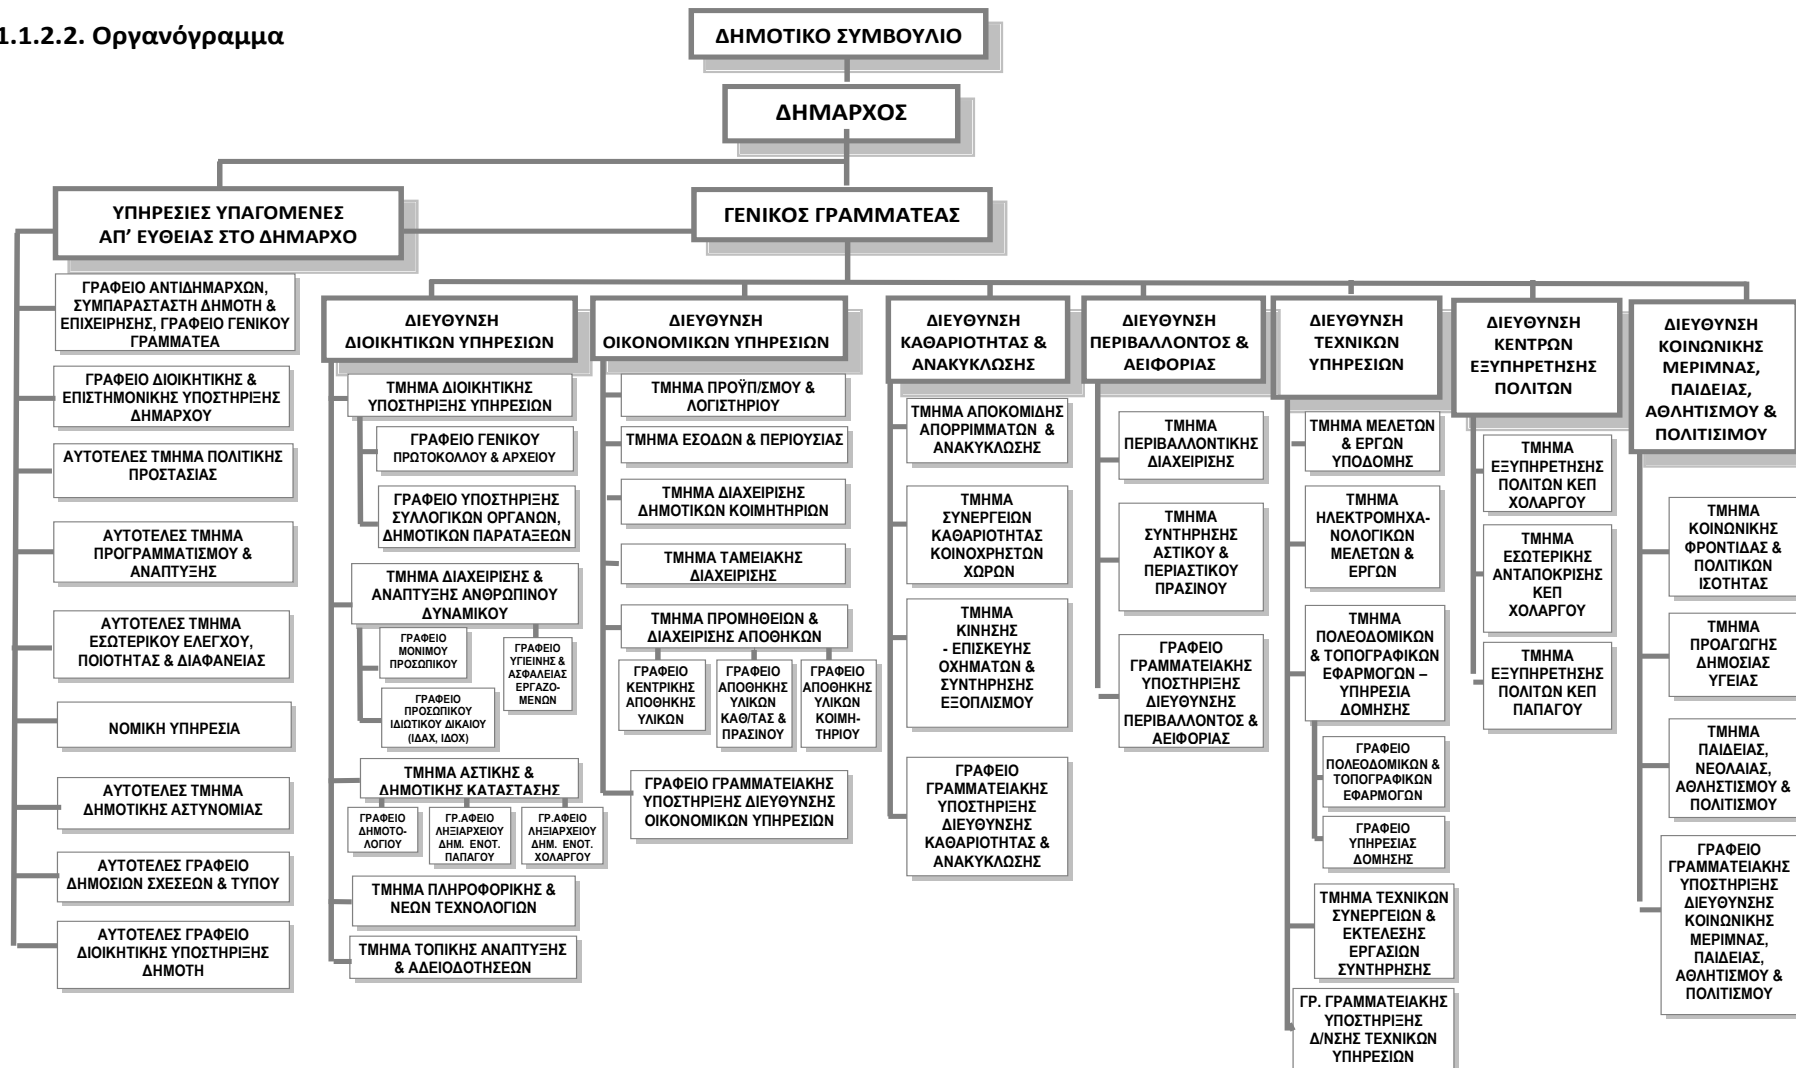 1.1.2.2. Οργανόγραμμα
ΔΗΜΟΤΙΚΟ ΣΥΜΒΟΥΛΙΟ
ΔΗΜΑΡΧΟΣ
ΥΠΗΡΕΣΙΕΣ ΥΠΑΓΟΜΕΝΕΣ
ΑΠ’ ΕΥΘΕΙΑΣ ΣΤΟ ΔΗΜΑΡΧΟ
ΓΕΝΙΚΟΣ ΓΡΑΜΜΑΤΕΑΣ
ΓΡΑΦΕΙΟ ΑΝΤΙΔΗΜΑΡΧΩΝ,
ΣΥΜΠΑΡΑΣΤΑΣΤΗ ΔΗΜΟΤΗ &
ΕΠΙΧΕΙΡΗΣΗΣ, ΓΡΑΦΕΙΟ ΓΕΝΙΚΟΥ
ΓΡΑΜΜΑΤΕΑ
ΓΡΑΦΕΙΟ ΔΙΟΙΚΗΤΙΚΗΣ &
ΕΠΙΣΤΗΜΟΝΙΚΗΣ ΥΠΟΣΤΗΡΙΞΗΣ
ΔΗΜΑΡΧΟΥ
ΑΥΤΟΤΕΛΕΣ ΤΜΗΜΑ ΠΟΛΙΤΙΚΗΣ
ΠΡΟΣΤΑΣΙΑΣ
ΑΥΤΟΤΕΛΕΣ ΤΜΗΜΑ
ΠΡΟΓΡΑΜΜΑΤΙΣΜΟΥ &
ΑΝΑΠΤΥΞΗΣ
ΑΥΤΟΤΕΛΕΣ ΤΜΗΜΑ
ΕΣΩΤΕΡΙΚΟΥ ΕΛΕΓΧΟΥ,
ΠΟΙΟΤΗΤΑΣ & ΔΙΑΦΑΝΕΙΑΣ
ΝΟΜΙΚΗ ΥΠΗΡΕΣΙΑ
ΑΥΤΟΤΕΛΕΣ ΤΜΗΜΑ
ΔΗΜΟΤΙΚΗΣ ΑΣΤΥΝΟΜΙΑΣ
ΑΥΤΟΤΕΛΕΣ ΓΡΑΦΕΙΟ
ΔΗΜΟΣΙΩΝ ΣΧΕΣΕΩΝ & ΤΥΠΟΥ
ΑΥΤΟΤΕΛΕΣ ΓΡΑΦΕΙΟ
ΔΙΟΙΚΗΤΙΚΗΣ ΥΠΟΣΤΗΡΙΞΗΣ
ΔΗΜΟΤΗ
ΔΙΕΥΘΥΝΣΗ
ΔΙΟΙΚΗΤΙΚΩΝ ΥΠΗΡΕΣΙΩΝ
ΤΜΗΜΑ ΔΙΟΙΚΗΤΙΚΗΣ
ΥΠΟΣΤΗΡΙΞΗΣ ΥΠΗΡΕΣΙΩΝ
ΓΡΑΦΕΙΟ ΓΕΝΙΚΟΥ
ΠΡΩΤΟΚΟΛΛΟΥ & ΑΡΧΕΙΟΥ
ΓΡΑΦΕΙΟ ΥΠΟΣΤΗΡΙΞΗΣ
ΣΥΛΛΟΓΙΚΩΝ ΟΡΓΑΝΩΝ,
ΔΗΜΟΤΙΚΩΝ ΠΑΡΑΤΑΞΕΩΝ
ΤΜΗΜΑ ΔΙΑΧΕΙΡΙΣΗΣ &
ΑΝΑΠΤΥΞΗΣ ΑΝΘΡΩΠΙΝΟΥ
ΔΥΝΑΜΙΚΟΥ
ΓΡΑΦΕΙΟ
ΜΟΝΙΜΟΥ
ΠΡΟΣΩΠΙΚΟΥ
ΓΡΑΦΕΙΟ
ΥΓΙΕΙΝΗΣ &
ΑΣΦΑΛΕΙΑΣ
ΕΡΓΑΖΟ-
ΜΕΝΩΝ
ΓΡΑΦΕΙΟ
ΠΡΟΣΩΠΙΚΟΥ
ΙΔΙΩΤΙΚΟΥ ΔΙΚΑΙΟΥ
(ΙΔΑΧ, ΙΔΟΧ)
ΤΜΗΜΑ ΑΣΤΙΚΗΣ &
ΔΗΜΟΤΙΚΗΣ ΚΑΤΑΣΤΑΣΗΣ
ΓΡΑΦΕΙΟ
ΔΗΜΟΤΟ-
ΛΟΓΙΟΥ
ΓΡ.ΑΦΕΙΟ
ΛΗΞΙΑΡΧΕΙΟΥ
ΔΗΜ. ΕΝΟΤ.
ΠΑΠΑΓΟΥ
ΓΡ.ΑΦΕΙΟ
ΛΗΞΙΑΡΧΕΙΟΥ
ΔΗΜ. ΕΝΟΤ.
ΧΟΛΑΡΓΟΥ
ΤΜΗΜΑ ΠΛΗΡΟΦΟΡΙΚΗΣ &
ΝΕΩΝ ΤΕΧΝΟΛΟΓΙΩΝ
ΤΜΗΜΑ ΤΟΠΙΚΗΣ ΑΝΑΠΤΥΞΗΣ
& ΑΔΕΙΟΔΟΤΗΣΕΩΝ
ΔΙΕΥΘΥΝΣΗ
ΟΙΚΟΝΟΜΙΚΩΝ ΥΠΗΡΕΣΙΩΝ
ΤΜΗΜΑ ΠΡΟΫΠ/ΣΜΟΥ &
ΛΟΓΙΣΤΗΡΙΟΥ
ΤΜΗΜΑ ΕΣΟΔΩΝ & ΠΕΡΙΟΥΣΙΑΣ
ΤΜΗΜΑ ΔΙΑΧΕΙΡΙΣΗΣ
ΔΗΜΟΤΙΚΩΝ ΚΟΙΜΗΤΗΡΙΩΝ
ΤΜΗΜΑ ΤΑΜΕΙΑΚΗΣ
ΔΙΑΧΕΙΡΙΣΗΣ
ΤΜΗΜΑ ΠΡΟΜΗΘΕΙΩΝ &
ΔΙΑΧΕΙΡΙΣΗΣ ΑΠΟΘΗΚΩΝ
ΓΡΑΦΕΙΟ
ΚΕΝΤΡΙΚΗΣ
ΑΠΟΘΗΚΗΣ
ΥΛΙΚΩΝ
ΓΡΑΦΕΙΟ
ΑΠΟΘΗΚΗΣ
ΥΛΙΚΩΝ
ΚΑΘ/ΤΑΣ &
ΠΡΑΣΙΝΟΥ
ΓΡΑΦΕΙΟ
ΑΠΟΘΗΚΗΣ
ΥΛΙΚΩΝ
ΚΟΙΜΗ-
ΤΗΡΙΟΥ
ΓΡΑΦΕΙΟ ΓΡΑΜΜΑΤΕΙΑΚΗΣ
ΥΠΟΣΤΗΡΙΞΗΣ ΔΙΕΥΘΥΝΣΗΣ
ΟΙΚΟΝΟΜΙΚΩΝ ΥΠΗΡΕΣΙΩΝ
ΔΙΕΥΘΥΝΣΗ
ΚΑΘΑΡΙΟΤΗΤΑΣ &
ΑΝΑΚΥΚΛΩΣΗΣ
ΤΜΗΜΑ ΑΠΟΚΟΜΙΔΗΣ
ΑΠΟΡΡΙΜΜΑΤΩΝ &
ΑΝΑΚΥΚΛΩΣΗΣ
ΤΜΗΜΑ
ΣΥΝΕΡΓΕΙΩΝ
ΚΑΘΑΡΙΟΤΗΤΑΣ
ΚΟΙΝΟΧΡΗΣΤΩΝ
ΧΩΡΩΝ
ΤΜΗΜΑ
ΚΙΝΗΣΗΣ
- ΕΠΙΣΚΕΥΗΣ
ΟΧΗΜΑΤΩΝ &
ΣΥΝΤΗΡΗΣΗΣ
ΕΞΟΠΛΙΣΜΟΥ
ΓΡΑΦΕΙΟ
ΓΡΑΜΜΑΤΕΙΑΚΗΣ
ΥΠΟΣΤΗΡΙΞΗΣ
ΔΙΕΥΘΥΝΣΗΣ
ΚΑΘΑΡΙΟΤΗΤΑΣ &
ΑΝΑΚΥΚΛΩΣΗΣ
ΔΙΕΥΘΥΝΣΗ
ΠΕΡΙΒΑΛΛΟΝΤΟΣ &
ΑΕΙΦΟΡΙΑΣ
ΤΜΗΜΑ
ΠΕΡΙΒΑΛΛΟΝΤΙΚΗΣ
ΔΙΑΧΕΙΡΙΣΗΣ
ΤΜΗΜΑ
ΣΥΝΤΗΡΗΣΗΣ
ΑΣΤΙΚΟΥ &
ΠΕΡΙΑΣΤΙΚΟΥ
ΠΡΑΣΙΝΟΥ
ΓΡΑΦΕΙΟ
ΓΡΑΜΜΑΤΕΙΑΚΗΣ
ΥΠΟΣΤΗΡΙΞΗΣ
ΔΙΕΥΘΥΝΣΗΣ
ΠΕΡΙΒΑΛΛΟΝΤΟΣ &
ΑΕΙΦΟΡΙΑΣ
ΔΙΕΥΘΥΝΣΗ
ΤΕΧΝΙΚΩΝ
ΥΠΗΡΕΣΙΩΝ
ΤΜΗΜΑ ΜΕΛΕΤΩΝ
& ΕΡΓΩΝ
ΥΠΟΔΟΜΗΣ
ΤΜΗΜΑ
ΗΛΕΚΤΡΟΜΗΧΑ-
ΝΟΛΟΓΙΚΩΝ
ΜΕΛΕΤΩΝ &
ΕΡΓΩΝ
ΤΜΗΜΑ
ΠΟΛΕΟΔΟΜΙΚΩΝ
& ΤΟΠΟΓΡΑΦΙΚΩΝ
ΕΦΑΡΜΟΓΩΝ –
ΥΠΗΡΕΣΙΑ
ΔΟΜΗΣΗΣ
ΓΡΑΦΕΙΟ
ΠΟΛΕΟΔΟΜΙΚΩΝ &
ΤΟΠΟΓΡΑΦΙΚΩΝ
ΕΦΑΡΜΟΓΩΝ
ΓΡΑΦΕΙΟ
ΥΠΗΡΕΣΙΑΣ
ΔΟΜΗΣΗΣ
ΤΜΗΜΑ ΤΕΧΝΙΚΩΝ
ΣΥΝΕΡΓΕΙΩΝ &
ΕΚΤΕΛΕΣΗΣ
ΕΡΓΑΣΙΩΝ
ΣΥΝΤΗΡΗΣΗΣ
ΓΡ. ΓΡΑΜΜΑΤΕΙΑΚΗΣ
ΥΠΟΣΤΗΡΙΞΗΣ
Δ/ΝΣΗΣ ΤΕΧΝΙΚΩΝ
ΥΠΗΡΕΣΙΩΝ
ΔΙΕΥΘΥΝΣΗ
ΚΕΝΤΡΩΝ
ΕΞΥΠΗΡΕΤΗΣΗΣ
ΠΟΛΙΤΩΝ
ΤΜΗΜΑ
ΕΞΥΠΗΡΕΤΗΣΗΣ
ΠΟΛΙΤΩΝ ΚΕΠ
ΧΟΛΑΡΓΟΥ
ΤΜΗΜΑ
ΕΣΩΤΕΡΙΚΗΣ
ΑΝΤΑΠΟΚΡΙΣΗΣ
ΚΕΠ
ΧΟΛΑΡΓΟΥ
ΤΜΗΜΑ
ΕΞΥΠΗΡΕΤΗΣΗΣ
ΠΟΛΙΤΩΝ ΚΕΠ
ΠΑΠΑΓΟΥ
ΔΙΕΥΘΥΝΣΗ
ΚΟΙΝΩΝΙΚΗΣ
ΜΕΡΙΜΝΑΣ,
ΠΑΙΔΕΙΑΣ,
ΑΘΛΗΤΙΣΜΟΥ &
ΠΟΛΙΤΙΣΙΜΟΥ
ΤΜΗΜΑ
ΚΟΙΝΩΝΙΚΗΣ
ΦΡΟΝΤΙΔΑΣ &
ΠΟΛΙΤΙΚΩΝ
ΙΣΟΤΗΤΑΣ
ΤΜΗΜΑ
ΠΡΟΑΓΩΓΗΣ
ΔΗΜΟΣΙΑΣ
ΥΓΕΙΑΣ
ΤΜΗΜΑ
ΠΑΙΔΕΙΑΣ,
ΝΕΟΛΑΙΑΣ,
ΑΘΛΗΣΤΙΣΜΟΥ &
ΠΟΛΙΤΙΣΜΟΥ
ΓΡΑΦΕΙΟ
ΓΡΑΜΜΑΤΕΙΑΚΗΣ
ΥΠΟΣΤΗΡΙΞΗΣ
ΔΙΕΥΘΥΝΣΗΣ
ΚΟΙΝΩΝΙΚΗΣ
ΜΕΡΙΜΝΑΣ,
ΠΑΙΔΕΙΑΣ,
ΑΘΛΗΤΙΣΜΟΥ &
ΠΟΛΙΤΙΣΜΟΥ